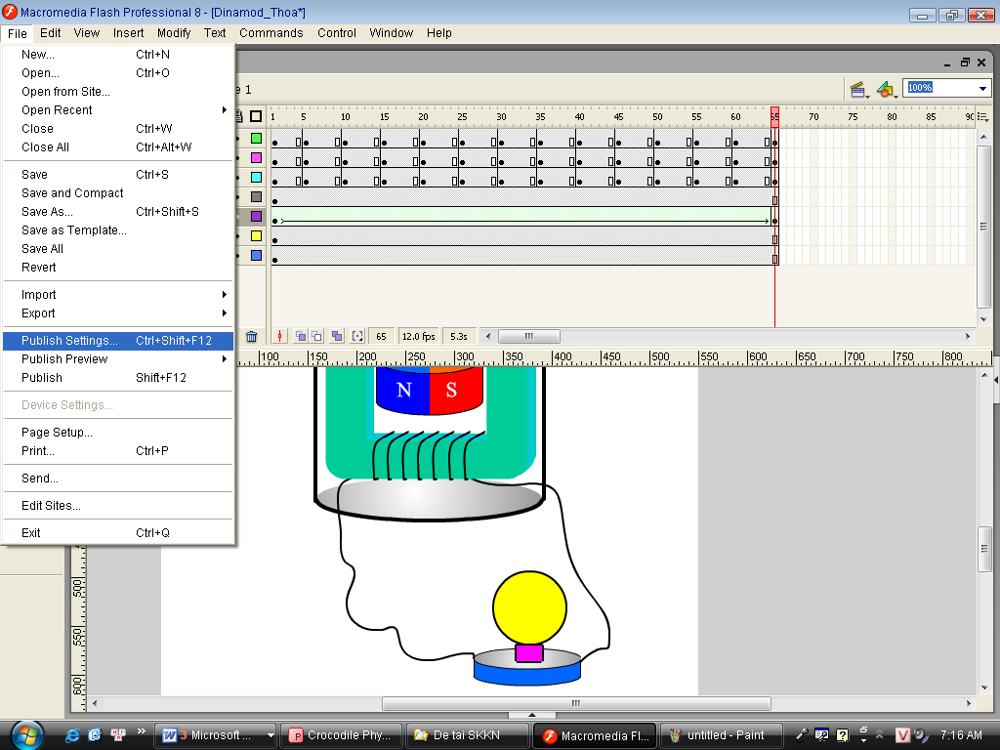 Macromedia Flash Professional 8 - [Dinamod_Thoa*]
File Edit View Insert Modify Text Commands Control Window Help
New... Ctrl+N
Open... Ctrl+O
Open from Site...
Open Recent
Close Ctrl+W
Close All Ctrl+Alt+W
Save Ctrl+S
Save and Compact
Save As... Ctrl+Shift+S
Save as Template...
Save All
Revert
Import
Export
Publish Settings... Ctrl+Shift+F12
Publish Preview
Publish Shift+F12
Device Settings...
Page Setup...
Print... Ctrl+P
Send...
Edit Sites...
Exit Ctrl+Q
e 1
100%
1 5 10 15 20 25 30 35 40 45 50 55 60 65 70 75 80 85 90
65 12.0 fps 5.3s
100 150 200 250 300 350 400 450 500 550 600 650 700 750 800
N S
500
550
600
3 Microsoft ...
Crocodile Phy...
De tai SKKN
Macromedia Fl...
untitled - Paint
V
7:16 AM